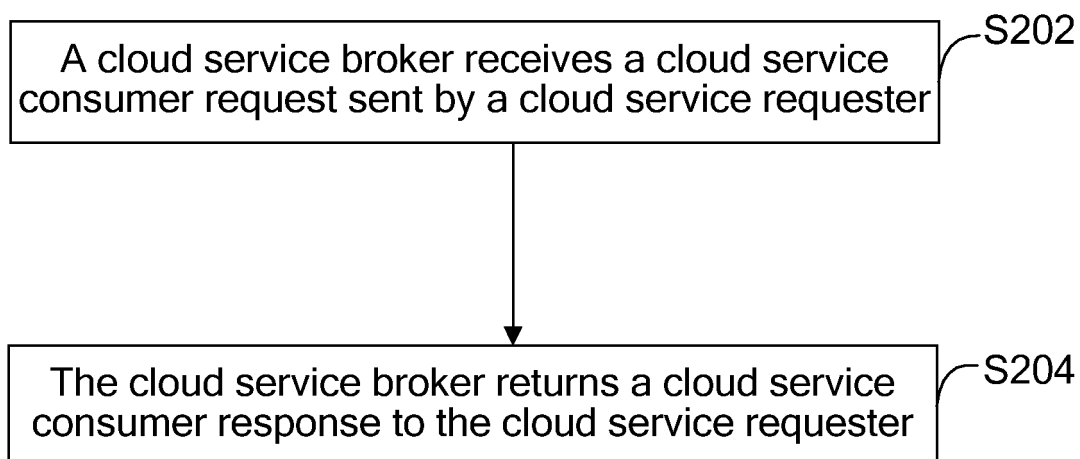 A cloud service broker receives a cloud service
consumer request sent by a cloud service requester
S202
The cloud service broker returns a cloud service
consumer response to the cloud service requester
S204